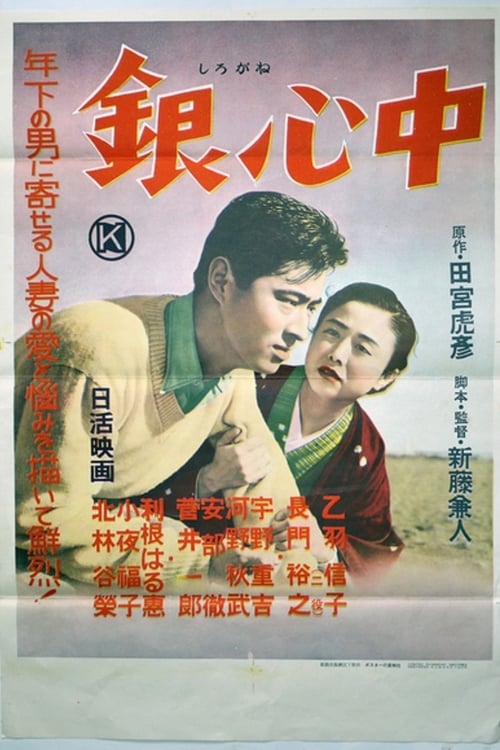 しろがね
銀心中
年下の男に寄せる人妻の愛と悩みを描いて鮮烈!
K
原作・田宮虎彦
脚本・監督・新藤兼人
日活映画
乙羽信子
長門裕之(二役)
宇野重吉
河野秋武
安部徹
菅井一郎
利根はる恵
小夜福子
北林谷榮